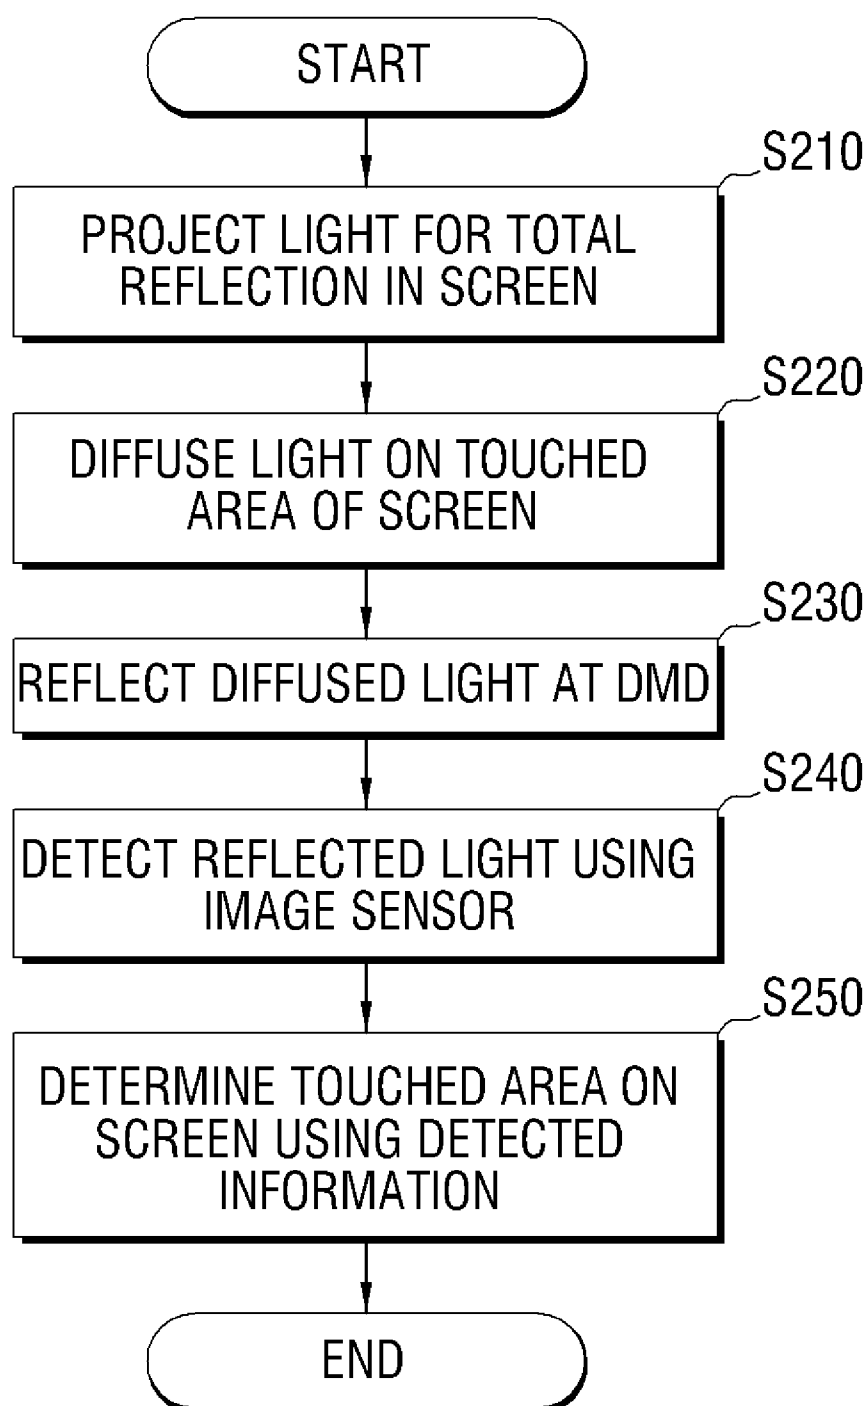 START
S210
PROJECT LIGHT FOR TOTAL
REFLECTION IN SCREEN
S220
DIFFUSE LIGHT ON TOUCHED
AREA OF SCREEN
S230
REFLECT DIFFUSED LIGHT AT DMD
S240
DETECT REFLECTED LIGHT USING
IMAGE SENSOR
S250
DETERMINE TOUCHED AREA ON
SCREEN USING DETECTED
INFORMATION
END